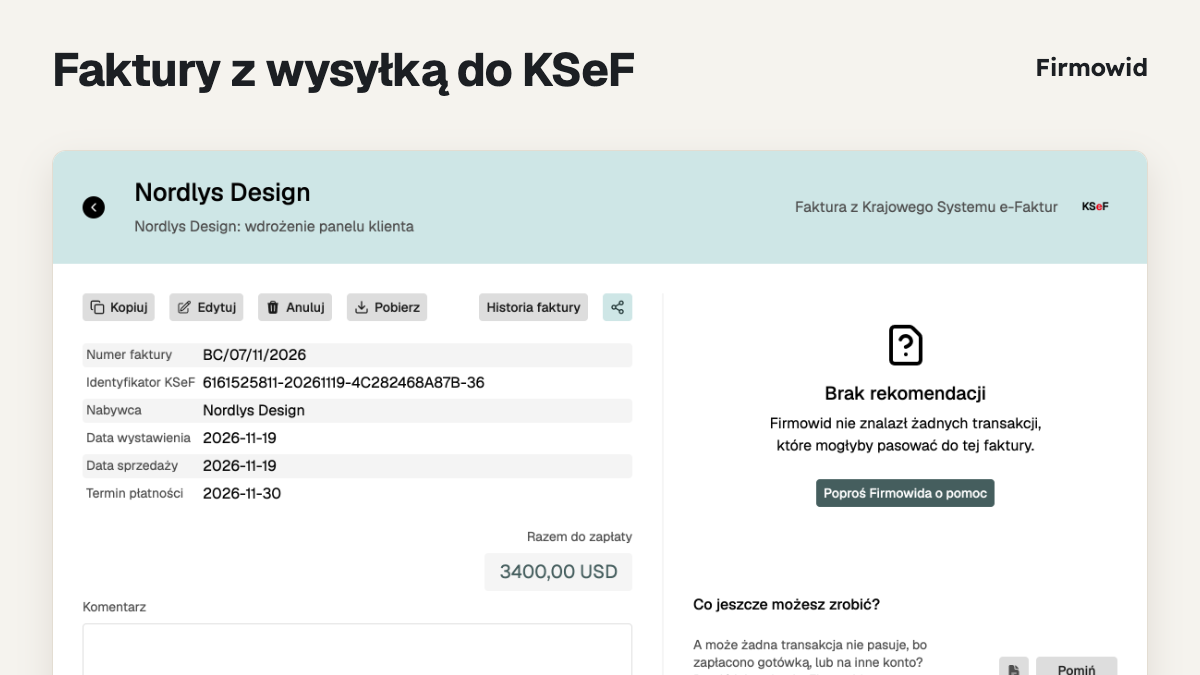 Faktury z wysyłką do KSeF
Firmowid
Nordlys Design
Nordlys Design: wdrożenie panelu klienta
Faktura z Krajowego Systemu e-Faktur
KSeF
Kopiuj
Edytuj
Anuluj
Pobierz
Historia faktury
Numer faktury BC/07/11/2026
Identyfikator KSeF 6161525811-20261119-4C282468A87B-36
Nabywca Nordlys Design
Data wystawienia 2026-11-19
Data sprzedaży 2026-11-19
Termin płatności 2026-11-30
Razem do zapłaty
3400,00 USD
Komentarz
Brak rekomendacji
Firmowid nie znalazł żadnych transakcji,
które mogłyby pasować do tej faktury.
Poproś Firmowida o pomoc
Co jeszcze możesz zrobić?
A może żadna transakcja nie pasuje, bo
zapłacono gotówką, lub na inne konto?
Pomiń